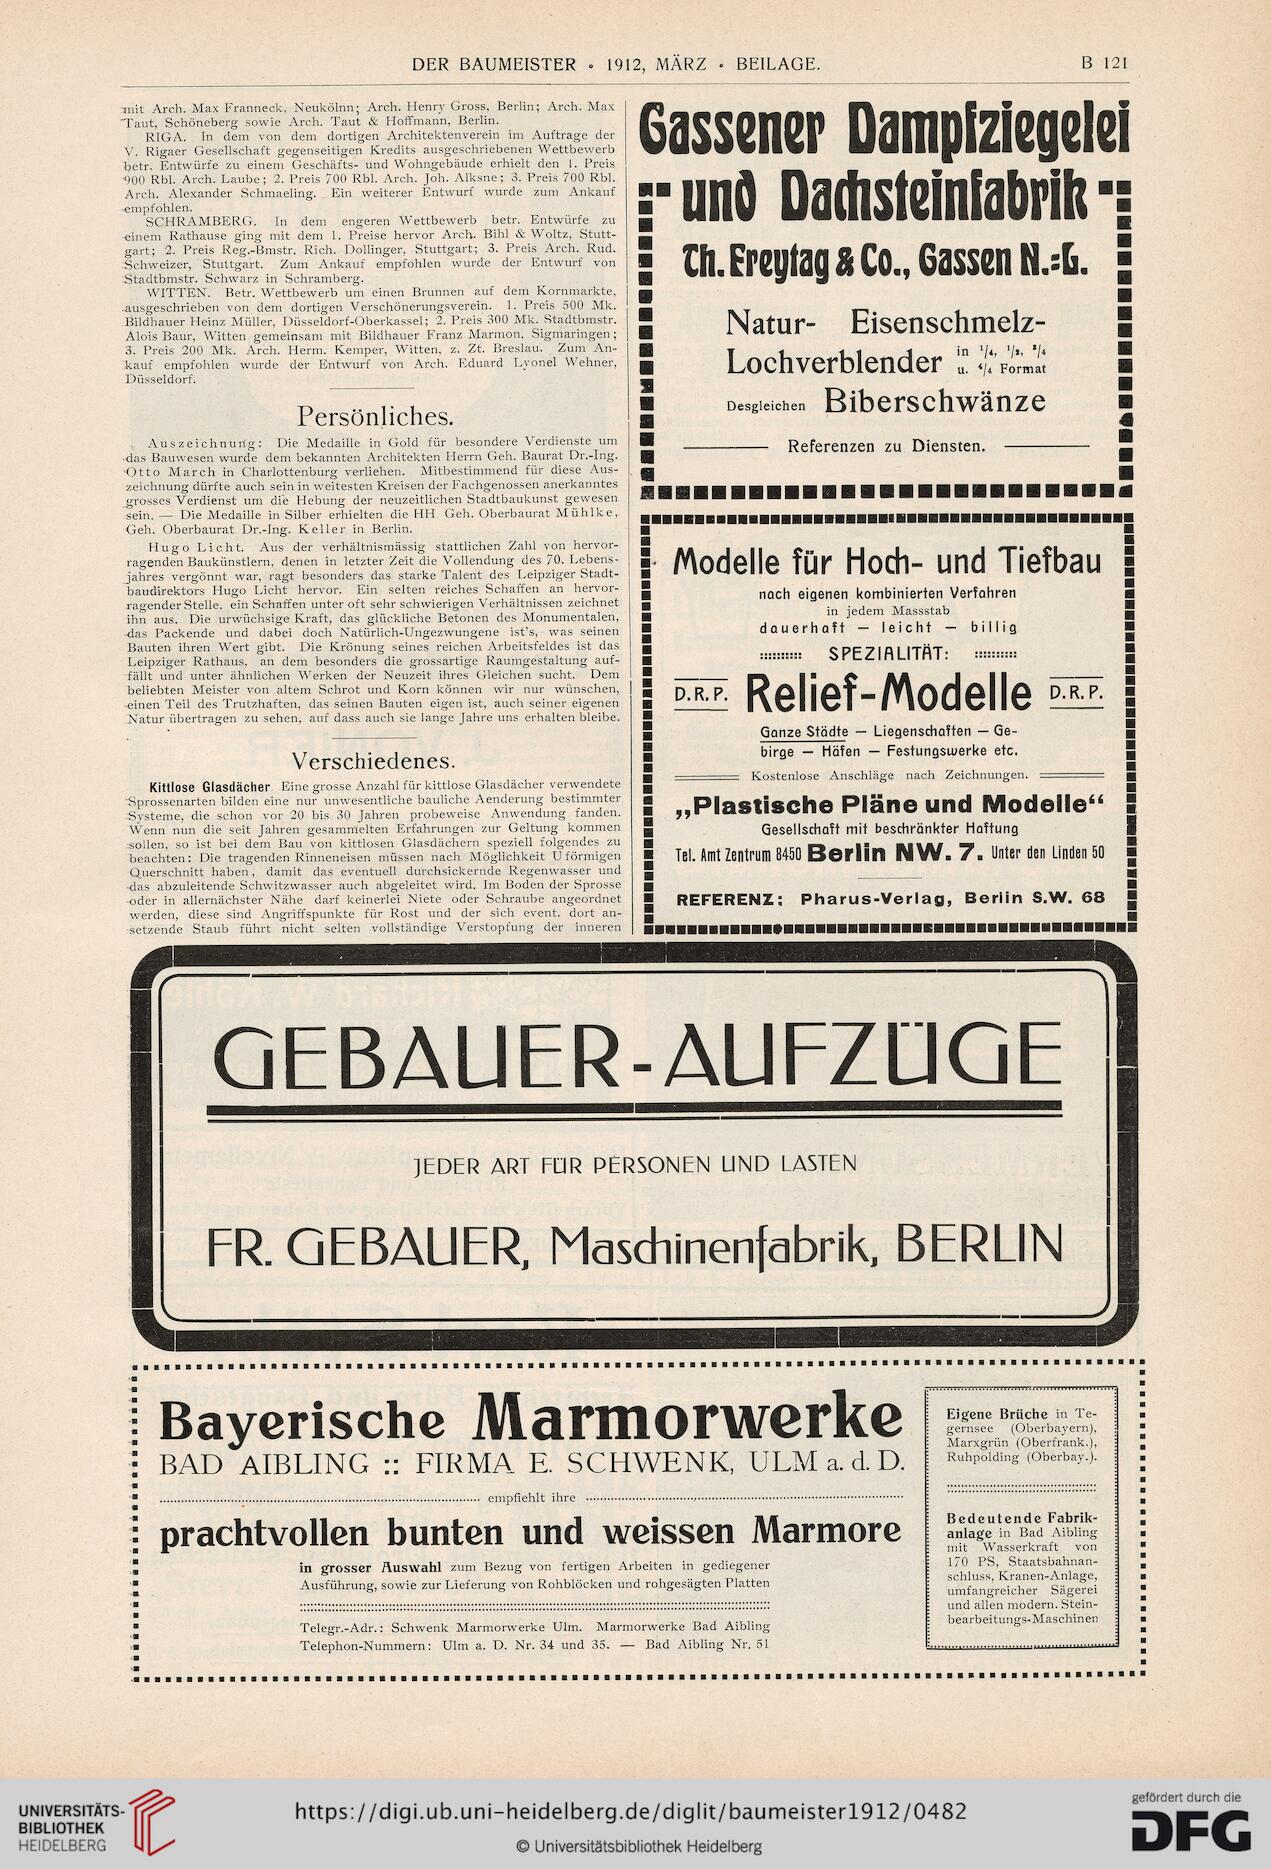 DER BAUMEISTER • 1912, MÄRZ • BEILAGE.
B 121
mit Arch. Max Franneck, Neukölnn; Arch. Henry Gross, Berlin; Arch. Max
Taut, Schöneberg sowie Arch. Taut & Hoffmann, Berlin.
RIGA. In dem von dem dortigen Architektenverein im Auftrage der
V. Rigaer Gesellschaft gegenseitigen Kredits ausgeschriebenen Wettbewerb
betr. Entwürfe zu einem Geschäfts- und Wohngebäude erhielt den 1. Preis
900 Rbl. Arch. Laube; 2. Preis 700 Rbl. Arch. Joh. Alksne; 3. Preis 700 Rbl.
Arch. Alexander Schmaeling. Ein weiterer Entwurf wurde zum Ankauf
empfohlen.
SCHRAMBERG. In dem engeren Wettbewerb betr. Entwürfe zu
einem Rathause ging mit dem 1. Preise hervor Arch. Bihl & Woltz, Stutt-
gart; 2. Preis Reg.-Bmstr. Rich. Dollinger, Stuttgart; 3. Preis Arch. Rud.
Schweizer, Stuttgart. Zum Ankauf empfohlen wurde der Entwurf von
Stadtbmstr. Schwarz in Schramberg.
WITTEN. Betr. Wettbewerb um einen Brunnen auf dem Kornmarkte,
ausgeschrieben von dem dortigen Verschönerungsverein. 1. Preis 500 Mk.
Bildhauer Heinz Müller, Düsseldorf-Oberkassel; 2. Preis 300 Mk. Stadtbmstr.
Alois Baur, Witten gemeinsam mit Bildhauer Franz Marmon, Sigmaringen;
3. Preis 200 Mk. Arch. Herm. Kemper, Witten, z. Zt. Breslau. Zum An-
kauf empfohlen wurde der Entwurf von Arch. Eduard Lyonel Wehner,
Düsseldorf.
Persönliches.
Auszeichnung: Die Medaille in Gold für besondere Verdienste um
das Bauwesen wurde dem bekannten Architekten Herrn Geh. Baurat Dr.-Ing.
Otto March in Charlottenburg verliehen. Mitbestimmend für diese Aus-
zeichnung dürfte auch sein in weitesten Kreisen der Fachgenossen anerkanntes
grosses Verdienst um die Hebung der neuzeitlichen Stadtbaukunst gewesen
sein. — Die Medaille in Silber erhielten die HH Geh. Oberbaurat Mühlke,
Geh. Oberbaurat Dr.-Ing. Keller in Berlin.
Hugo Licht. Aus der verhältnismässig stattlichen Zahl von hervor-
ragenden Baukünstlern, denen in letzter Zeit die Vollendung des 70. Lebens-
jahres vergönnt war, ragt besonders das starke Talent des Leipziger Stadt-
baudirektors Hugo Licht hervor. Ein selten reiches Schaffen an hervor-
ragender Stelle, ein Schaffen unter oft sehr schwierigen Verhältnissen zeichnet
ihn aus. Die urwüchsige Kraft, das glückliche Betonen des Monumentalen,
das Packende und dabei doch Natürlich-Ungezwungene ist's, was seinen
Bauten ihren Wert gibt. Die Krönung seines reichen Arbeitsfeldes ist das
Leipziger Rathaus, an dem besonders die grossartige Raumgestaltung auf-
fällt und unter ähnlichen Werken der Neuzeit ihres Gleichen sucht. Dem
beliebten Meister von altem Schrot und Korn können wir nur wünschen,
einen Teil des Trutzhaften, das seinen Bauten eigen ist, auch seiner eigenen
Natur übertragen zu sehen, auf dass auch sie lange Jahre uns erhalten bleibe.
Verschiedenes.
Kittlose Glasdächer Eine grosse Anzahl für kittlose Glasdächer verwendete
Sprossenarten bilden eine nur unwesentliche bauliche Aenderung bestimmter
Systeme, die schon vor 20 bis 30 Jahren probeweise Anwendung fanden.
Wenn nun die seit Jahren gesammelten Erfahrungen zur Geltung kommen
sollen, so ist bei dem Bau von kittlosen Glasdächern speziell folgendes zu
beachten: Die tragenden Rinneneisen müssen nach Möglichkeit U förmigen
Querschnitt haben, damit das eventuell durchsickernde Regenwasser und
das abzuleitende Schwitzwasser auch abgeleitet wird. Im Boden der Sprosse
oder in allernächster Nähe darf keinerlei Niete oder Schraube angeordnet
werden, diese sind Angriffspunkte für Rost und der sich event. dort an-
setzende Staub führt nicht selten vollständige Verstopfung der inneren
Gassener Dampfziegelei
und Dachsteinfabrik
Th. Freytag & Co., Gassen N.=L.
Natur- Eisenschmelz-
Lochverblender in 1/4, 1/2, 3/4
u. 4/4 Format
Desgleichen Biberschwänze
Referenzen zu Diensten.
Modelle für Hoch- und Tiefbau
nach eigenen kombinierten Verfahren
in jedem Massstab
dauerhaft — leicht — billig
SPEZIALITÄT:
D.R.P. Relief-Modelle D.R.P.
Ganze Städte — Liegenschaften — Ge-
birge — Häfen — Festungswerke etc.
Kostenlose Anschläge nach Zeichnungen.
„Plastische Pläne und Modelle“
Gesellschaft mit beschränkter Haftung
Tel. Amt Zentrum 8450 Berlin NW. 7. Unter den Linden 50
REFERENZ: Pharus-Verlag, Berlin S.W. 68
GEBAUER-AUFZÜGE
JEDER ART FÜR PERSONEN UND LASTEN
FR. GEBAUER, Maschinenfabrik, BERLIN
Bayerische Marmorwerke
BAD AIBLING :: FIRMA E. SCHWENK, ULM a. d. D.
empfiehlt ihre
prachtvollen bunten und weissen Marmore
in grosser Auswahl zum Bezug von fertigen Arbeiten in gediegener
Ausführung, sowie zur Lieferung von Rohblöcken und rohgesägten Platten
Telegr.-Adr.: Schwenk Marmorwerke Ulm. Marmorwerke Bad Aibling
Telephon-Nummern: Ulm a. D. Nr. 34 und 35. — Bad Aibling Nr. 51
Eigene Brüche in Te-
gernsee (Oberbayern),
Marxgrün (Oberfrank.),
Ruhpolding (Oberbay.).
Bedeutende Fabrik-
anlage in Bad Aibling
mit Wasserkraft von
170 PS, Staatsbahnan-
schluss, Kranen-Anlage,
umfangreicher Sägerei
und allen modern. Stein-
bearbeitungs-Maschinen
UNIVERSITÄTS-
BIBLIOTHEK
HEIDELBERG
https://digi.ub.uni-heidelberg.de/diglit/baumeister1912/0482
© Universitätsbibliothek Heidelberg
gefördert durch die
DFG